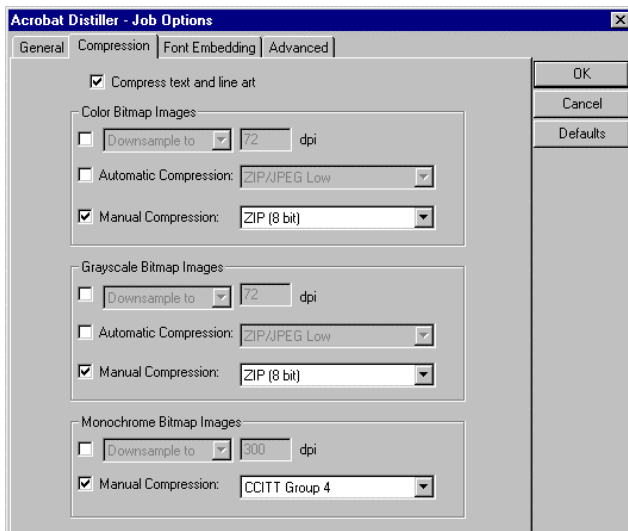 Acrobat Distiller - Job Options
General Compression Font Embedding Advanced
Compress text and line art
OK
Cancel
Defaults
Color Bitmap Images
Downsample to 72 dpi
Automatic Compression: ZIP/JPEG Low
Manual Compression: ZIP (8 bit)
Grayscale Bitmap Images
Downsample to 72 dpi
Automatic Compression: ZIP/JPEG Low
Manual Compression: ZIP (8 bit)
Monochrome Bitmap Images
Downsample to 300 dpi
Manual Compression: CCITT Group 4